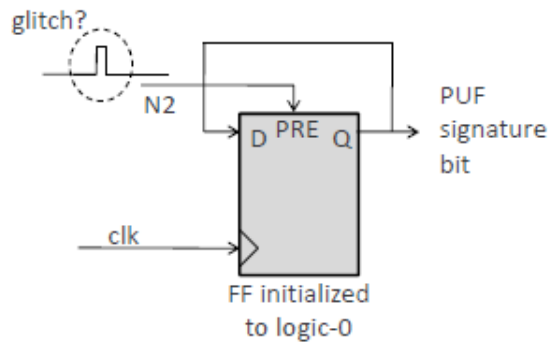 glitch?
N2
D PRE Q
PUF
signature
bit
clk
FF initialized
to logic-0